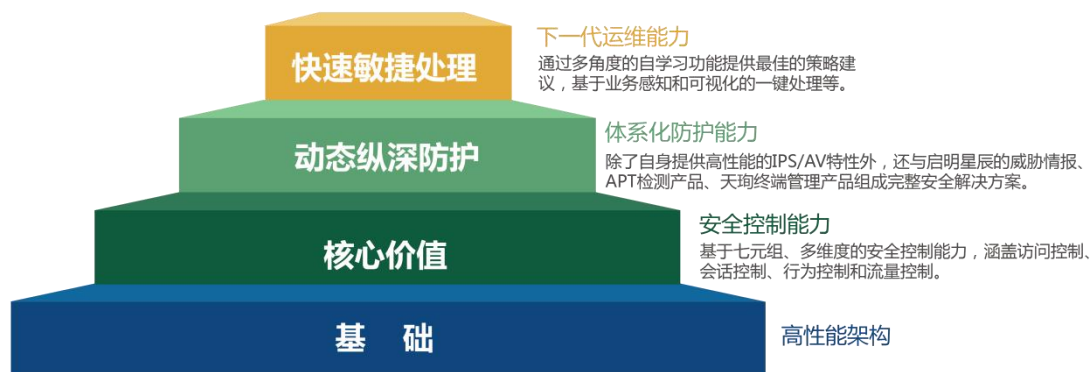 快速敏捷处理
下一代运维能力
通过多角度的自学习功能提供最佳的策略建
议，基于业务感知和可视化的一键处理等。
动态纵深防护
体系化防护能力
除了自身提供高性能的IPS/AV特性外，还与启明星辰的威胁情报、
APT检测产品、天珣终端管理产品组成完整安全解决方案。
核心价值
安全控制能力
基于七元组、多维度的安全控制能力，涵盖访问控制、
会话控制、行为控制和流量控制。
基 础
高性能架构